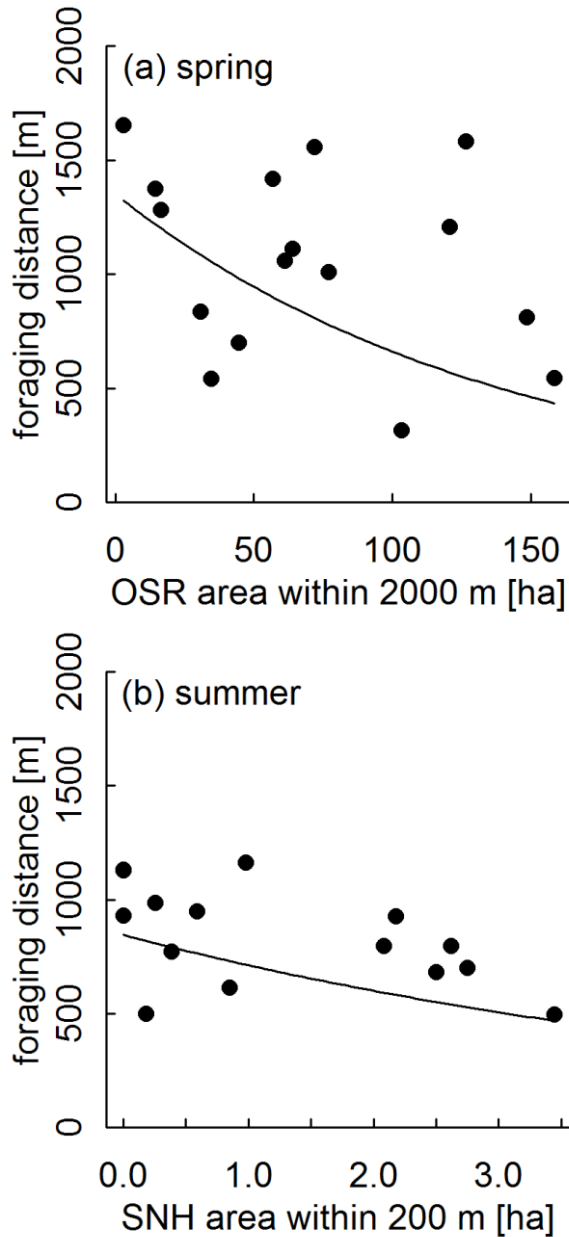 (a) spring
foraging distance [m]
2000
1500
1000
500
0
0 50 100 150
OSR area within 2000 m [ha]
(b) summer
foraging distance [m]
2000
1500
1000
500
0
0.0 1.0 2.0 3.0
SNH area within 200 m [ha]